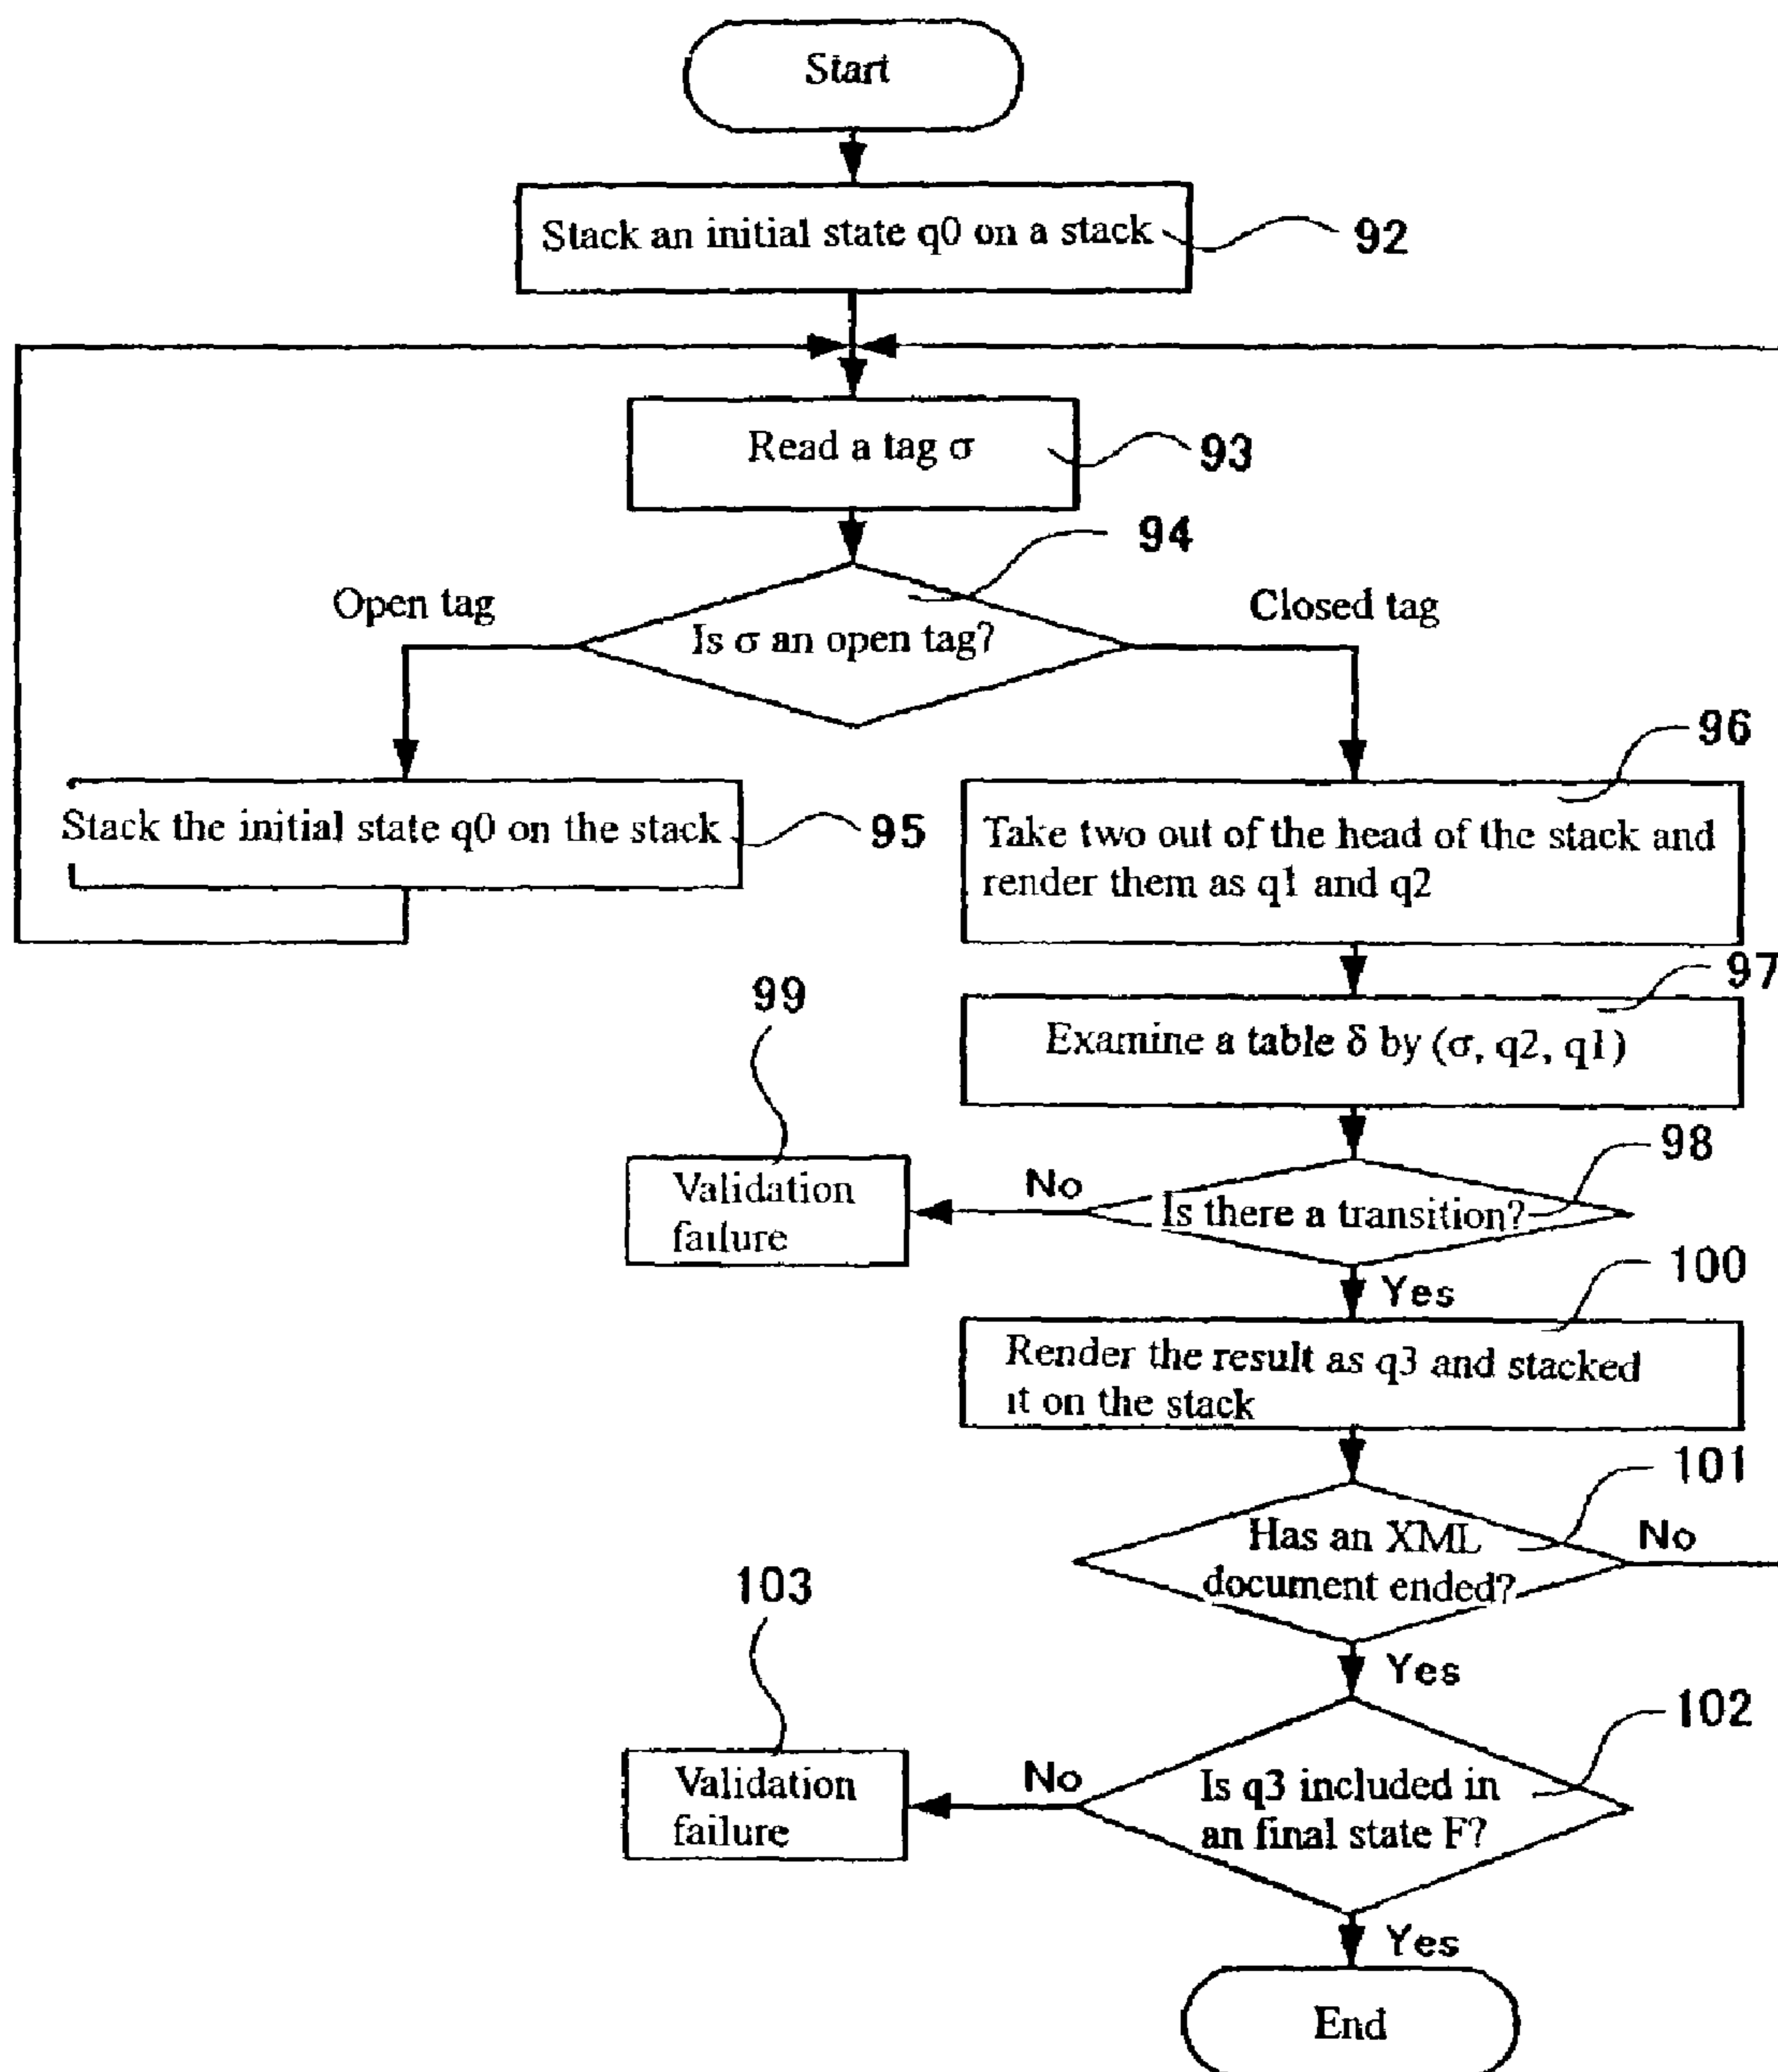 Start
Stack an initial state q0 on a stack
92
Read a tag σ
93
94
Open tag
Closed tag
Is σ an open tag?
96
Stack the initial state q0 on the stack
95
Take two out of the head of the stack and
render them as q1 and q2
97
99
Examine a table δ by (σ, q2, q1)
98
Validation
failure
No
Is there a transition?
100
Yes
Render the result as q3 and stacked
it on the stack
101
Has an XML
document ended?
No
103
Yes
102
Validation
failure
No
Is q3 included in
an final state F?
Yes
End